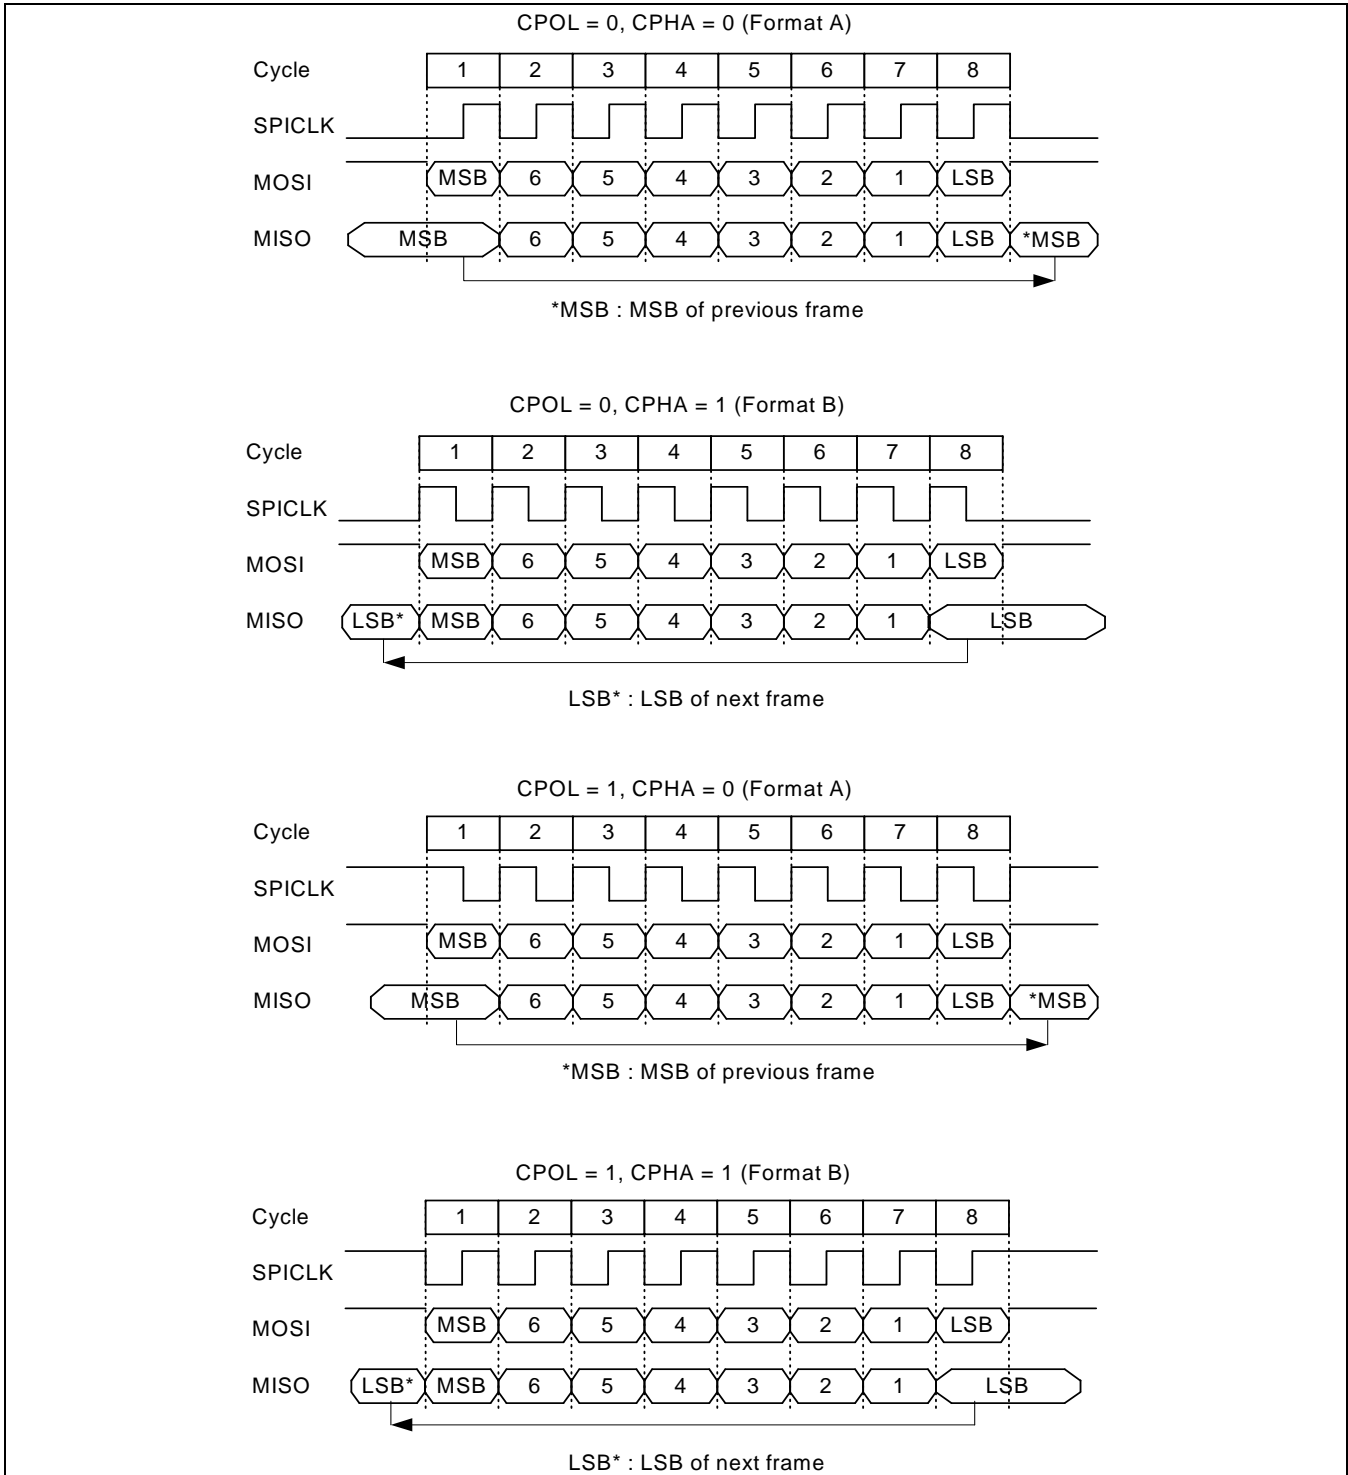 CPOL = 0, CPHA = 0 (Format A)
Cycle 1 2 3 4 5 6 7 8
SPICLK
MOSI MSB 6 5 4 3 2 1 LSB
MISO MSB 6 5 4 3 2 1 LSB *MSB
*MSB : MSB of previous frame
CPOL = 0, CPHA = 1 (Format B)
Cycle 1 2 3 4 5 6 7 8
SPICLK
MOSI MSB 6 5 4 3 2 1 LSB
MISO LSB* MSB 6 5 4 3 2 1 LSB
LSB* : LSB of next frame
CPOL = 1, CPHA = 0 (Format A)
Cycle 1 2 3 4 5 6 7 8
SPICLK
MOSI MSB 6 5 4 3 2 1 LSB
MISO MSB 6 5 4 3 2 1 LSB *MSB
*MSB : MSB of previous frame
CPOL = 1, CPHA = 1 (Format B)
Cycle 1 2 3 4 5 6 7 8
SPICLK
MOSI MSB 6 5 4 3 2 1 LSB
MISO LSB* MSB 6 5 4 3 2 1 LSB
LSB* : LSB of next frame